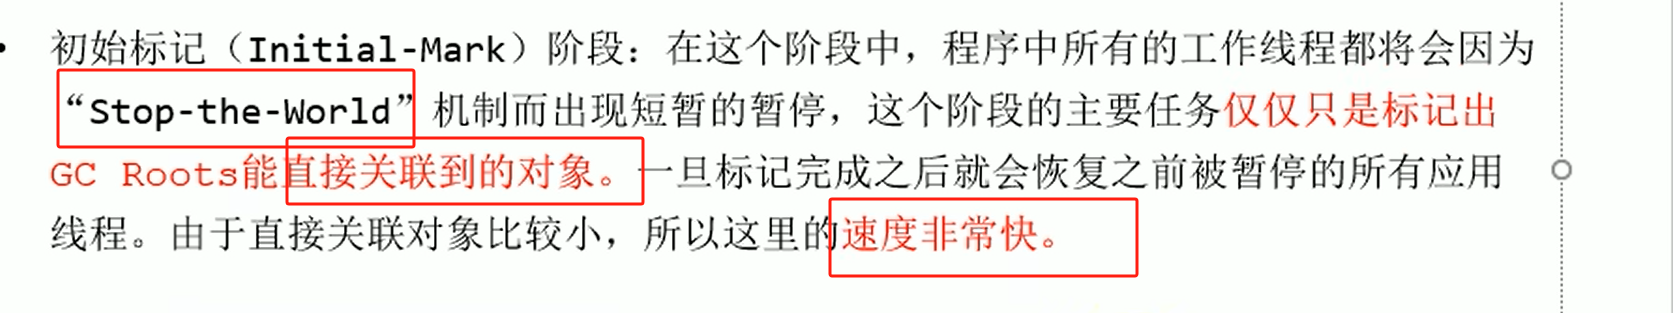 • 初始标记（Initial-Mark）阶段：在这个阶段中，程序中所有的工作线程都将会因为
“Stop-the-World”机制而出现短暂的暂停，这个阶段的主要任务仅仅只是标记出
GC Roots能直接关联到的对象。一旦标记完成之后就会恢复之前被暂停的所有应用
线程。由于直接关联对象比较小，所以这里的速度非常快。